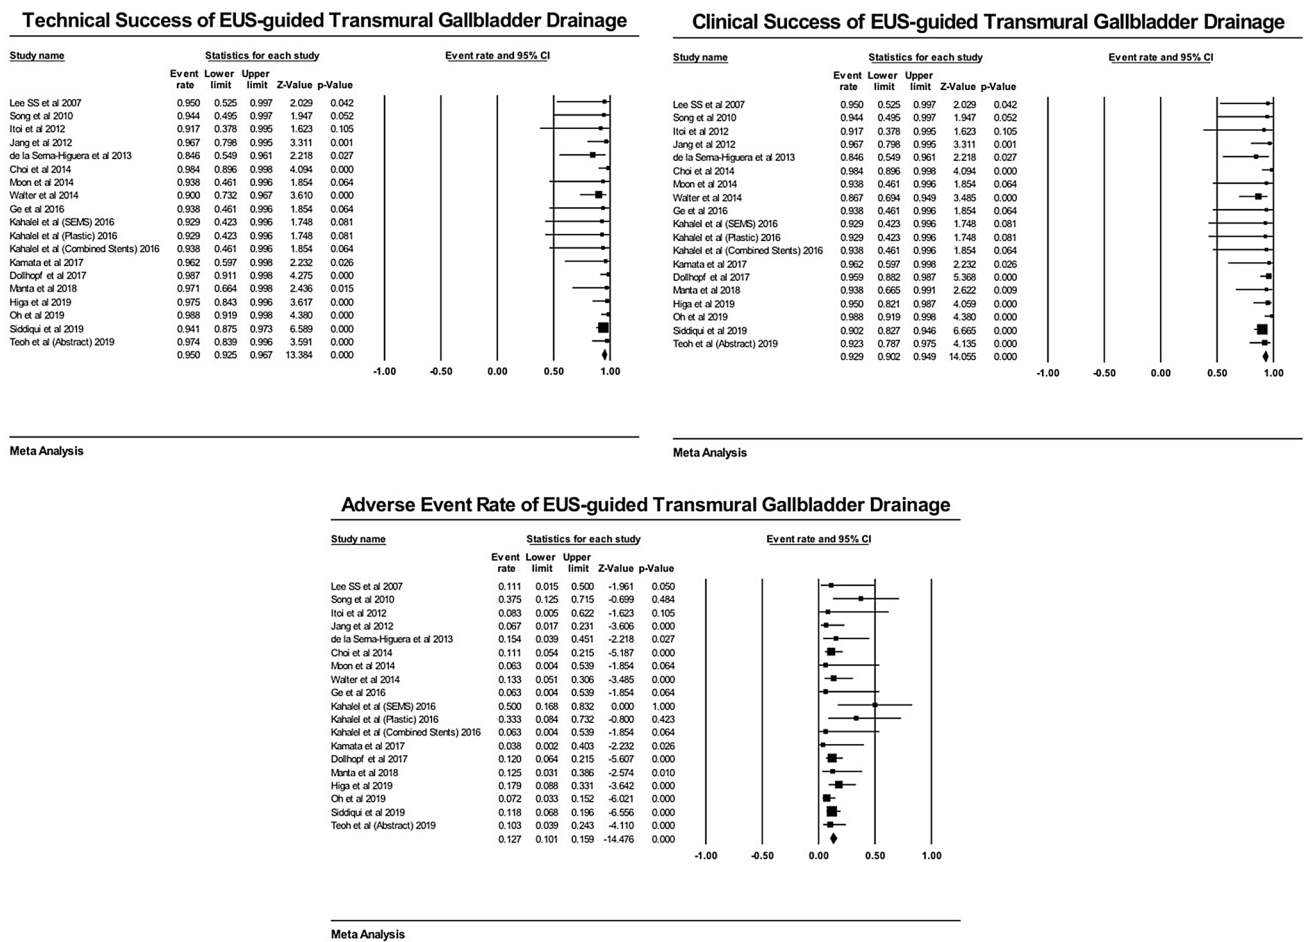 Technical Success of EUS-guided Transmural Gallbladder Drainage
Study name Statistics for each study Event rate and 95% CI
Event Lower Upper
rate limit limit Z-Value p-Value
Lee SS et al 2007 0.950 0.525 0.997 2.029 0.042
Song et al 2010 0.944 0.495 0.997 1.947 0.052
Itoi et al 2012 0.917 0.378 0.995 1.623 0.105
Jang et al 2012 0.967 0.798 0.995 3.311 0.001
de la Serna-Higuera et al 2013 0.846 0.549 0.961 2.218 0.027
Choi et al 2014 0.984 0.896 0.998 4.094 0.000
Moon et al 2014 0.938 0.461 0.996 1.854 0.064
Walter et al 2014 0.900 0.732 0.967 3.610 0.000
Ge et al 2016 0.938 0.461 0.996 1.854 0.064
Kahalel et al (SEMS) 2016 0.929 0.423 0.996 1.748 0.081
Kahalel et al (Plastic) 2016 0.929 0.423 0.996 1.748 0.081
Kahalel et al (Combined Stents) 2016 0.938 0.461 0.996 1.854 0.064
Kamata et al 2017 0.962 0.597 0.998 2.232 0.026
Dollhopf et al 2017 0.987 0.911 0.998 4.275 0.000
Manta et al 2018 0.971 0.664 0.998 2.436 0.015
Higa et al 2019 0.975 0.843 0.996 3.617 0.000
Oh et al 2019 0.988 0.919 0.998 4.380 0.000
Siddiqui et al 2019 0.941 0.875 0.973 6.589 0.000
Teoh et al (Abstract) 2019 0.974 0.839 0.996 3.591 0.000
0.950 0.925 0.967 13.384 0.000
-1.00 -0.50 0.00 0.50 1.00
Meta Analysis
Clinical Success of EUS-guided Transmural Gallbladder Drainage
Study name Statistics for each study Event rate and 95% CI
Event Lower Upper
rate limit limit Z-Value p-Value
Lee SS et al 2007 0.950 0.525 0.997 2.029 0.042
Song et al 2010 0.944 0.495 0.997 1.947 0.052
Itoi et al 2012 0.917 0.378 0.995 1.623 0.105
Jang et al 2012 0.967 0.798 0.995 3.311 0.001
de la Serna-Higuera et al 2013 0.846 0.549 0.961 2.218 0.027
Choi et al 2014 0.984 0.896 0.998 4.094 0.000
Moon et al 2014 0.938 0.461 0.996 1.854 0.064
Walter et al 2014 0.867 0.694 0.949 3.485 0.000
Ge et al 2016 0.938 0.461 0.996 1.854 0.064
Kahalel et al (SEMS) 2016 0.929 0.423 0.996 1.748 0.081
Kahalel et al (Plastic) 2016 0.929 0.423 0.996 1.748 0.081
Kahalel et al (Combined Stents) 2016 0.938 0.461 0.996 1.854 0.064
Kamata et al 2017 0.962 0.597 0.998 2.232 0.026
Dollhopf et al 2017 0.959 0.882 0.987 5.368 0.000
Manta et al 2018 0.938 0.665 0.991 2.622 0.009
Higa et al 2019 0.950 0.821 0.987 4.059 0.000
Oh et al 2019 0.988 0.919 0.998 4.380 0.000
Siddiqui et al 2019 0.902 0.827 0.946 6.665 0.000
Teoh et al (Abstract) 2019 0.923 0.787 0.975 4.135 0.000
0.929 0.902 0.949 14.055 0.000
-1.00 -0.50 0.00 0.50 1.00
Meta Analysis
Adverse Event Rate of EUS-guided Transmural Gallbladder Drainage
Study name Statistics for each study Event rate and 95% CI
Event Lower Upper
rate limit limit Z-Value p-Value
Lee SS et al 2007 0.111 0.015 0.500 -1.961 0.050
Song et al 2010 0.375 0.125 0.715 -0.699 0.484
Itoi et al 2012 0.083 0.005 0.622 -1.623 0.105
Jang et al 2012 0.067 0.017 0.231 -3.606 0.000
de la Serna-Higuera et al 2013 0.154 0.039 0.451 -2.218 0.027
Choi et al 2014 0.111 0.054 0.215 -5.187 0.000
Moon et al 2014 0.063 0.004 0.539 -1.854 0.064
Walter et al 2014 0.133 0.051 0.306 -3.485 0.000
Ge et al 2016 0.063 0.004 0.539 -1.854 0.064
Kahalel et al (SEMS) 2016 0.500 0.168 0.832 0.000 1.000
Kahalel et al (Plastic) 2016 0.333 0.084 0.732 -0.800 0.423
Kahalel et al (Combined Stents) 2016 0.063 0.004 0.539 -1.854 0.064
Kamata et al 2017 0.038 0.002 0.403 -2.232 0.026
Dollhopf et al 2017 0.120 0.064 0.215 -5.607 0.000
Manta et al 2018 0.125 0.031 0.386 -2.574 0.010
Higa et al 2019 0.179 0.088 0.331 -3.642 0.000
Oh et al 2019 0.072 0.033 0.152 -6.021 0.000
Siddiqui et al 2019 0.118 0.068 0.196 -6.556 0.000
Teoh et al (Abstract) 2019 0.103 0.039 0.243 -4.110 0.000
0.127 0.101 0.159 -14.476 0.000
-1.00 -0.50 0.00 0.50 1.00
Meta Analysis